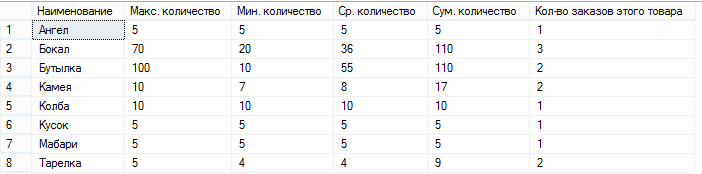 Наименование Макс. количество Мин. количество Ср. количество Сум. количество Кол-во заказов этого товара
1 Ангел 5 5 5 5 1
2 Бокал 70 20 36 110 3
3 Бутылка 100 10 55 110 2
4 Камея 10 7 8 17 2
5 Колба 10 10 10 10 1
6 Кусок 5 5 5 5 1
7 Мабари 5 5 5 5 1
8 Тарелка 5 4 4 9 2